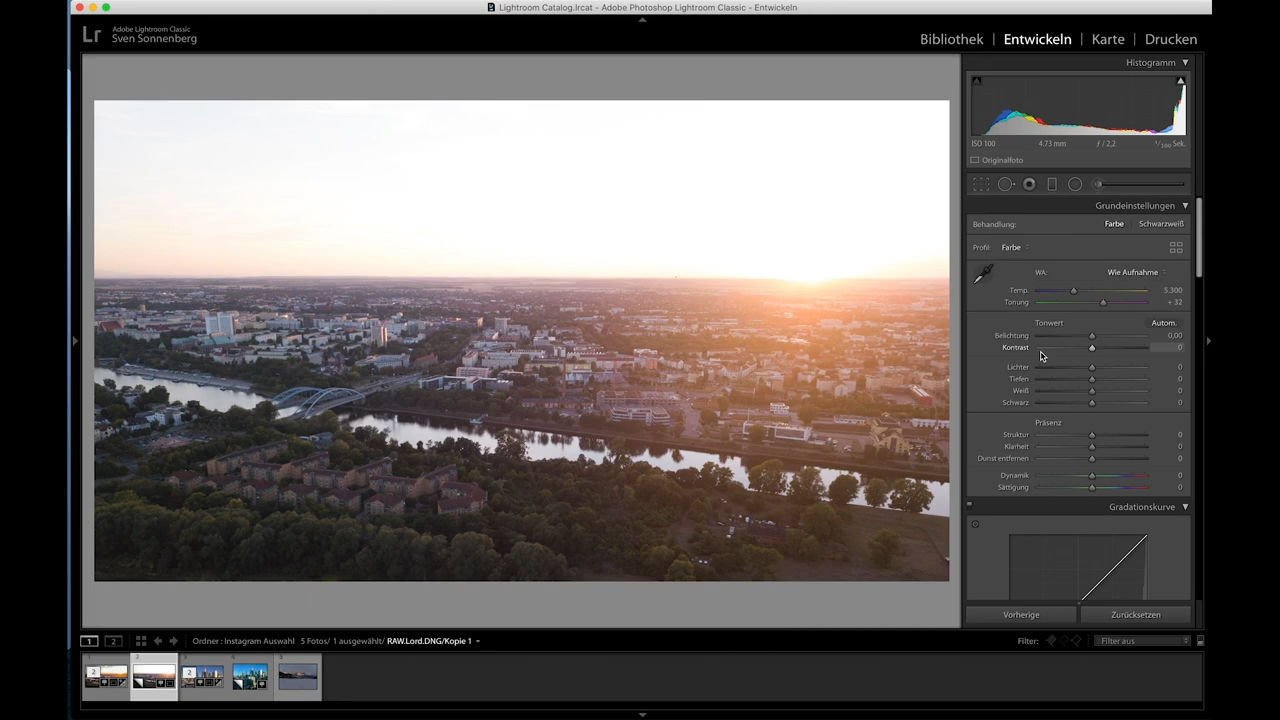 Lightroom Catalog.lrcat - Adobe Photoshop Lightroom Classic - Entwickeln
Lr
Adobe Lightroom Classic
Sven Sonnenberg
Bibliothek | Entwickeln | Karte | Drucken
Histogramm
ISO 100 4.73 mm ƒ / 2,2 1/100 Sek.
Originalfoto
Grundeinstellungen
Behandlung: Farbe Schwarzweiß
Profil: Farbe
WA: Wie Aufnahme
Temp. 5.300
Tonung + 32
Tonwert Autom.
Belichtung 0,00
Kontrast 0
Lichter 0
Tiefen 0
Weiß 0
Schwarz 0
Präsenz
Struktur 0
Klarheit 0
Dunst entfernen 0
Dynamik 0
Sättigung 0
Gradationskurve
Vorherige Zurücksetzen
1 2 Ordner : Instagram Auswahl 5 Fotos/ 1 ausgewählt/ RAW.Lord.DNG/Kopie 1 Filter: Filter aus
2 2